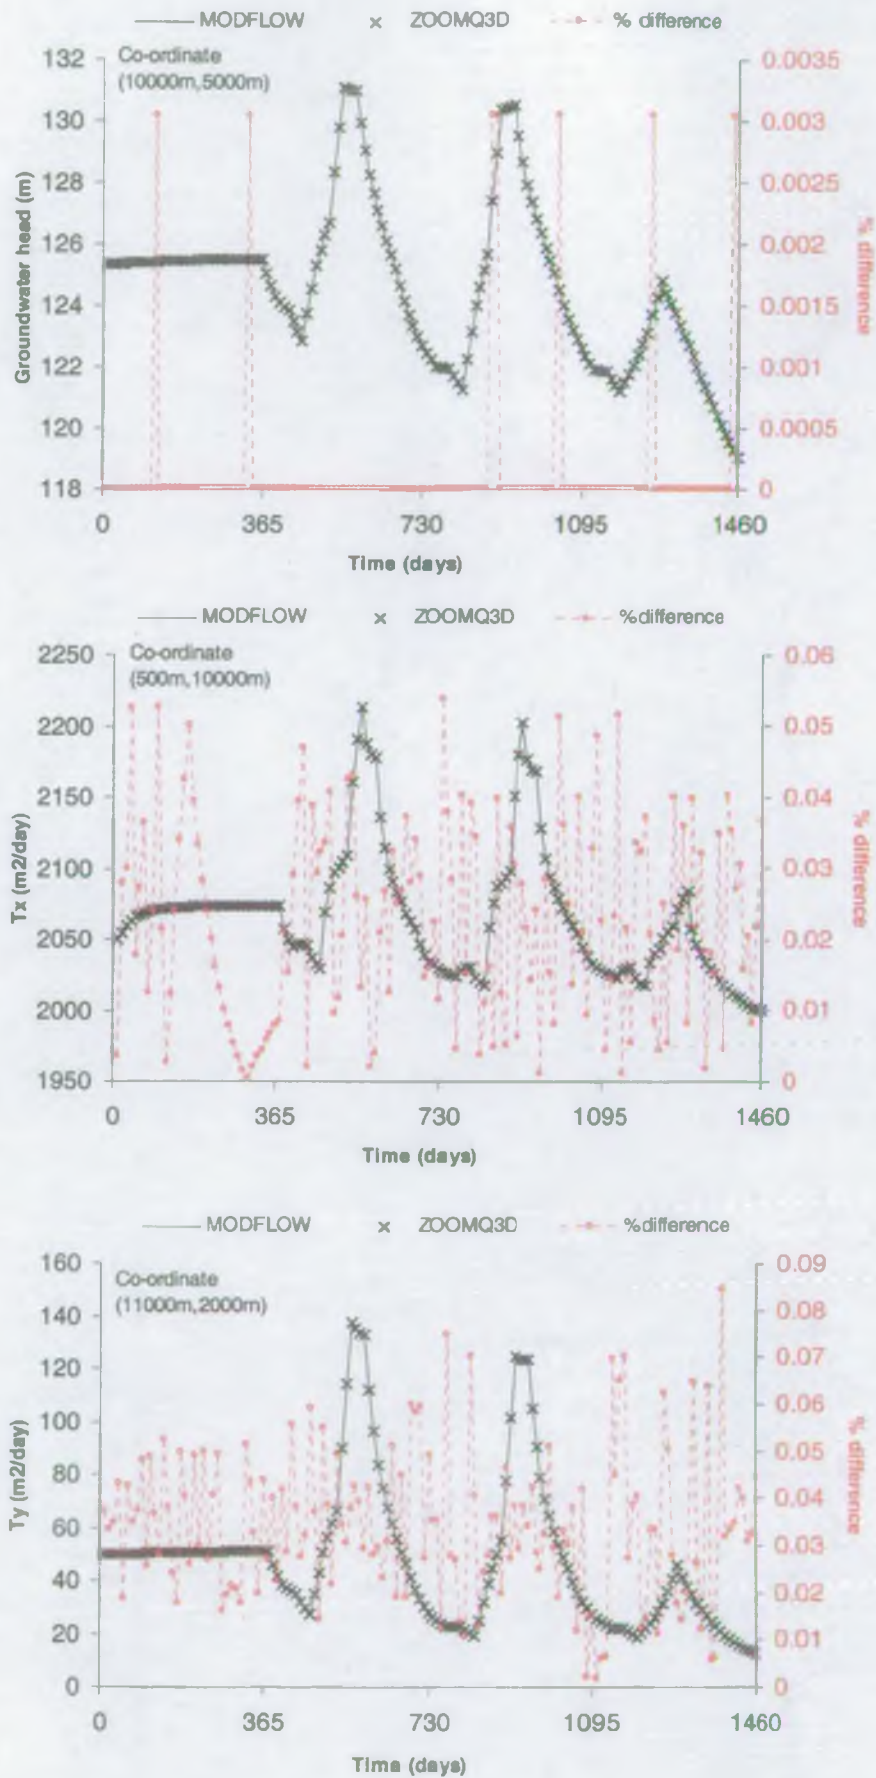 MODFLOW × ZOOMQ3D % difference
Co-ordinate
(10000m,5000m)
132
130
128
126
124
122
120
118
Groundwater head (m)
0.0035
0.003
0.0025
0.002
0.0015
0.001
0.0005
0
% difference
0 365 730 1095 1460
Time (days)
MODFLOW × ZOOMQ3D %difference
Co-ordinate
(500m,10000m)
2250
2200
2150
2100
2050
2000
1950
Tx (m2/day)
0.06
0.05
0.04
0.03
0.02
0.01
0
% difference
0 365 730 1095 1460
Time (days)
MODFLOW × ZOOMQ3D %difference
Co-ordinate
(11000m,2000m)
160
140
120
100
80
60
40
20
0
Ty (m2/day)
0.09
0.08
0.07
0.06
0.05
0.04
0.03
0.02
0.01
0
% difference
0 365 730 1095 1460
Time (days)